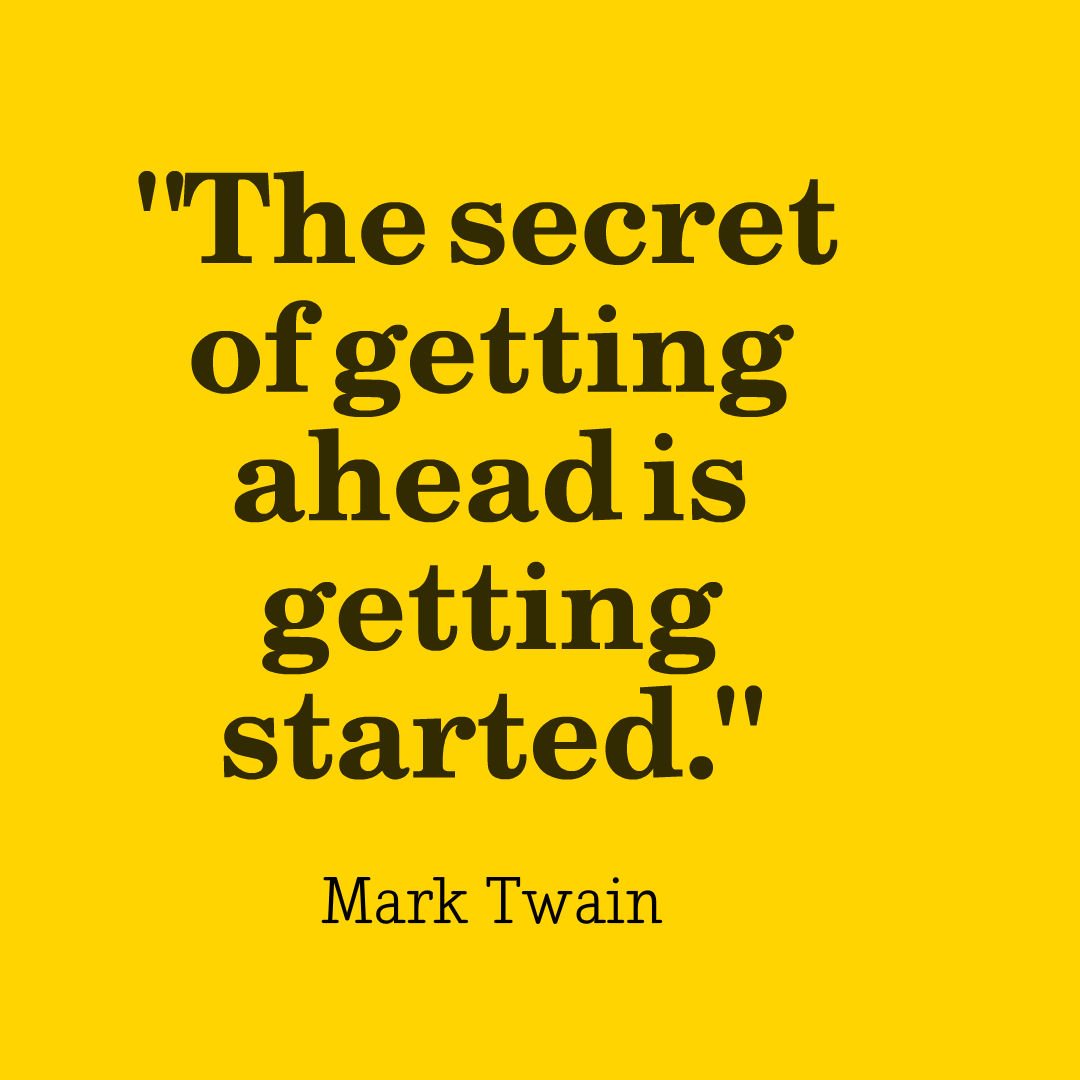 "The secret
of getting
ahead is
getting
started."
Mark Twain